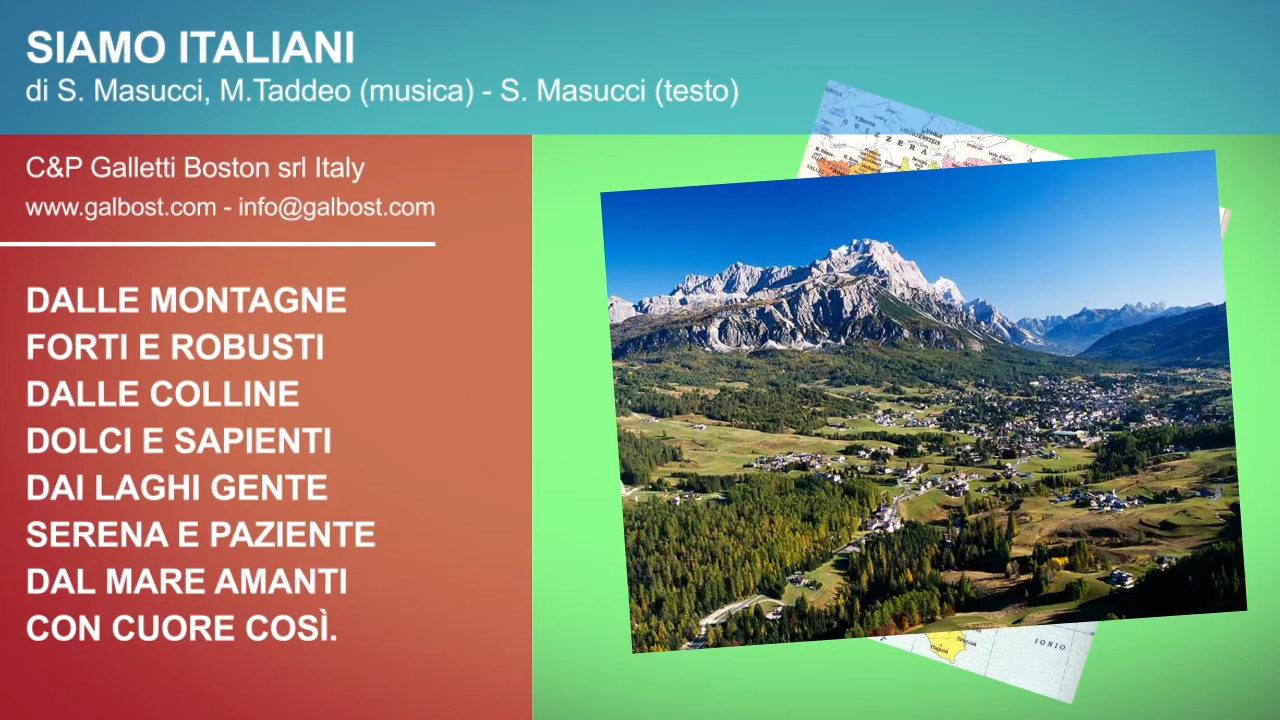 SIAMO ITALIANI
di S. Masucci, M.Taddeo (musica) - S. Masucci (testo)
C&P Galletti Boston srl Italy
www.galbost.com - info@galbost.com
DALLE MONTAGNE
FORTI E ROBUSTI
DALLE COLLINE
DOLCI E SAPIENTI
DAI LAGHI GENTE
SERENA E PAZIENTE
DAL MARE AMANTI
CON CUORE COSÌ.
SVIZZERA
LIECHTENSTEIN
IONIO